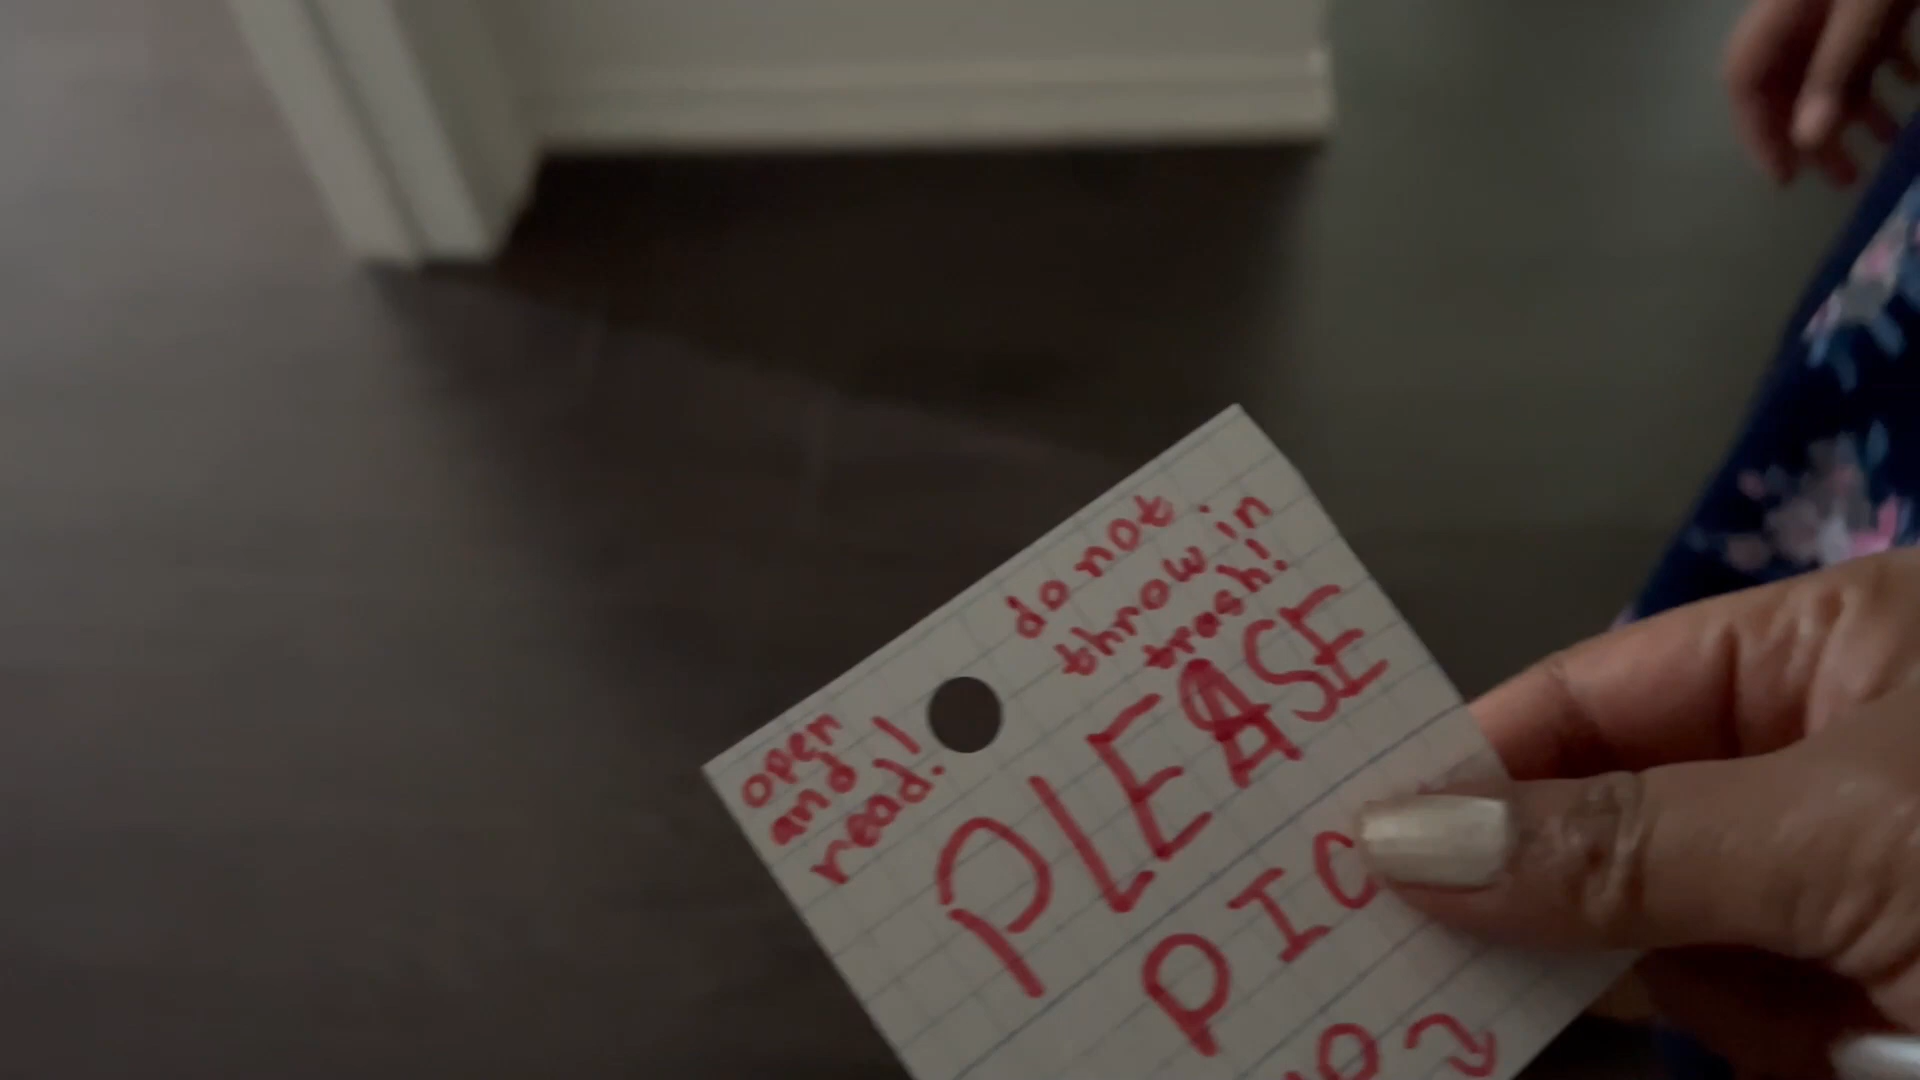 do not
throw in
trash!
open
and
read!
PLEASE
PIC